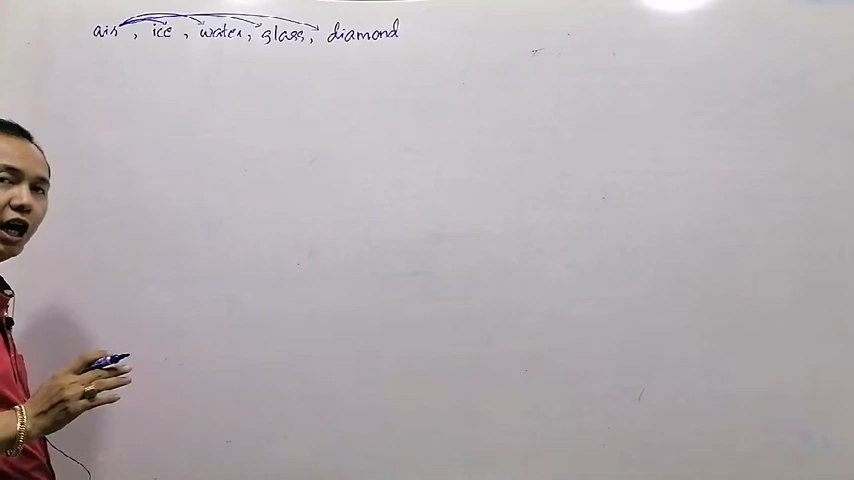 air , ice , water, glass, diamond